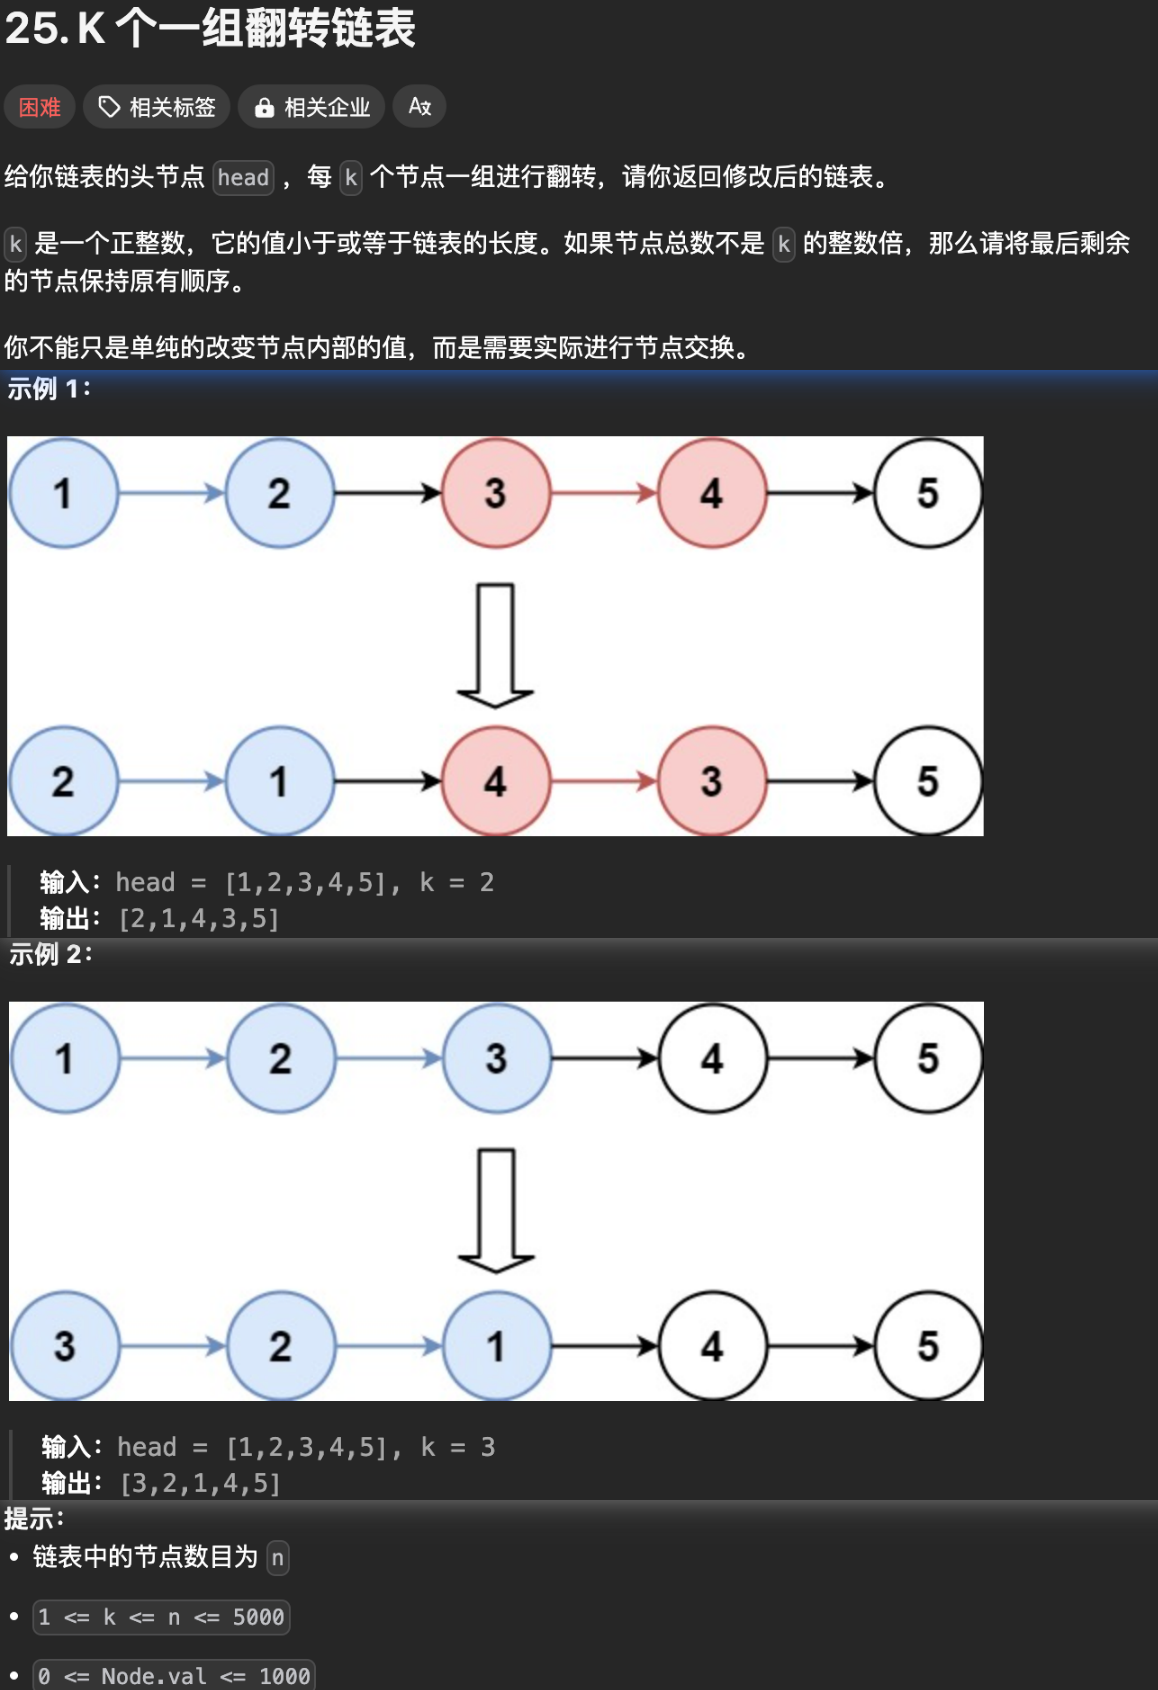 25. K 个一组翻转链表
困难 相关标签 相关企业 A文
给你链表的头节点 head ，每 k 个节点一组进行翻转，请你返回修改后的链表。
k 是一个正整数，它的值小于或等于链表的长度。如果节点总数不是 k 的整数倍，那么请将最后剩余
的节点保持原有顺序。
你不能只是单纯的改变节点内部的值，而是需要实际进行节点交换。
示例 1：
1 2 3 4 5
2 1 4 3 5
输入：head = [1,2,3,4,5], k = 2
输出：[2,1,4,3,5]
示例 2：
1 2 3 4 5
3 2 1 4 5
输入：head = [1,2,3,4,5], k = 3
输出：[3,2,1,4,5]
提示：
• 链表中的节点数目为 n
• 1 <= k <= n <= 5000
• 0 <= Node.val <= 1000